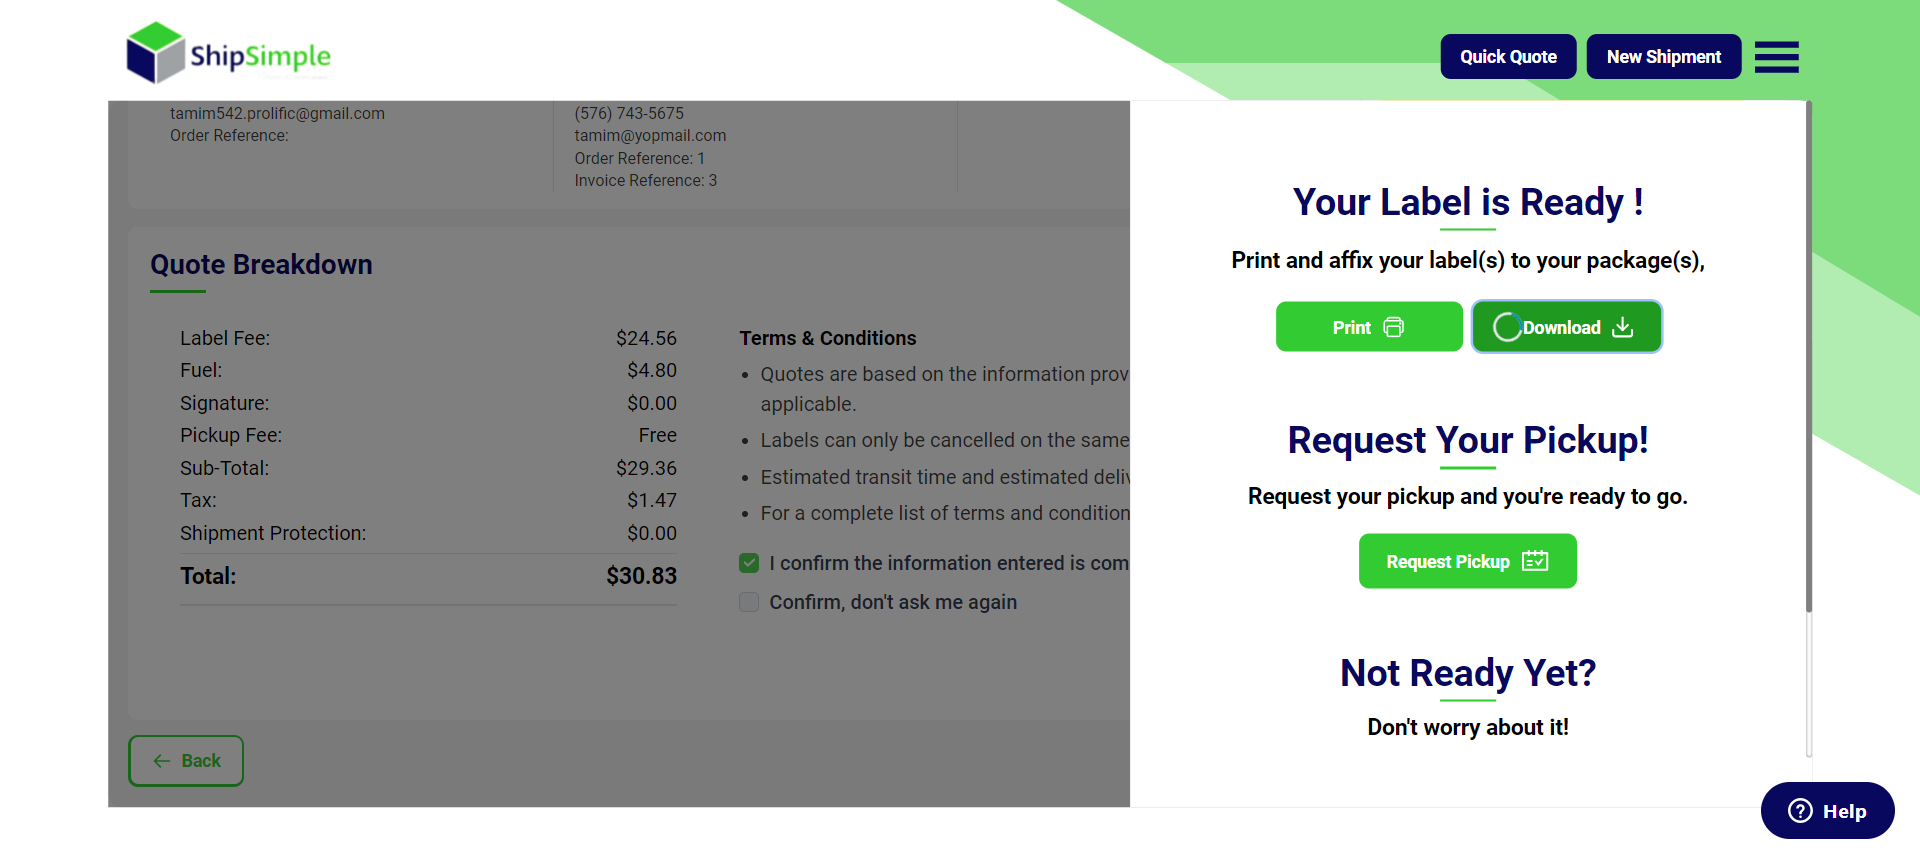 ShipSimple
Quick Quote
New Shipment
tamim542.prolific@gmail.com
Order Reference:
(576) 743-5675
tamim@yopmail.com
Order Reference: 1
Invoice Reference: 3
Quote Breakdown
Label Fee: $24.56
Fuel: $4.80
Signature: $0.00
Pickup Fee: Free
Sub-Total: $29.36
Tax: $1.47
Shipment Protection: $0.00
Total: $30.83
Terms & Conditions
• Quotes are based on the information prov
applicable.
• Labels can only be cancelled on the same
• Estimated transit time and estimated deliv
• For a complete list of terms and condition
I confirm the information entered is com
Confirm, don't ask me again
Back
Your Label is Ready !
Print and affix your label(s) to your package(s),
Print
Download
Request Your Pickup!
Request your pickup and you're ready to go.
Request Pickup
Not Ready Yet?
Don't worry about it!
Help